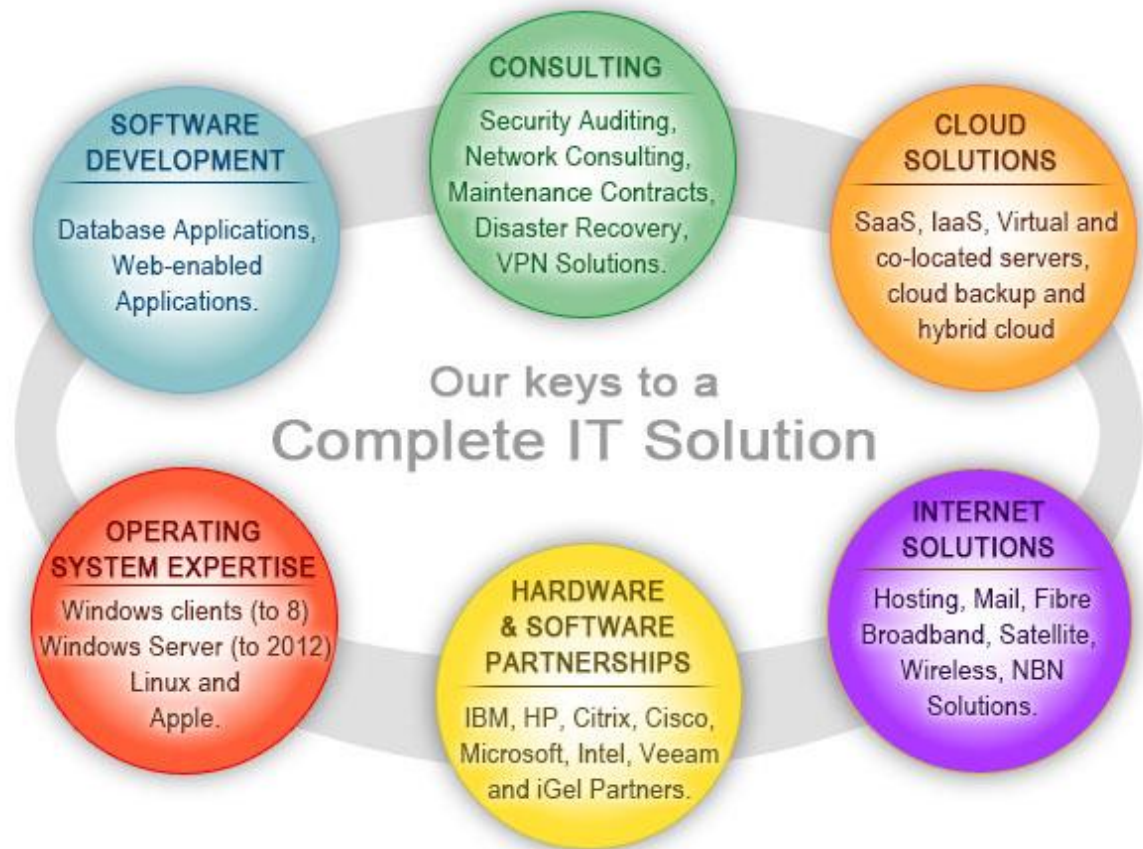 CONSULTING
Security Auditing,
Network Consulting,
Maintenance Contracts,
Disaster Recovery,
VPN Solutions.
SOFTWARE
DEVELOPMENT
Database Applications,
Web-enabled
Applications.
CLOUD
SOLUTIONS
SaaS, IaaS, Virtual and
co-located servers,
cloud backup and
hybrid cloud
Our keys to a
Complete IT Solution
OPERATING
SYSTEM EXPERTISE
Windows clients (to 8)
Windows Server (to 2012)
Linux and
Apple.
HARDWARE
& SOFTWARE
PARTNERSHIPS
IBM, HP, Citrix, Cisco,
Microsoft, Intel, Veeam
and iGel Partners.
INTERNET
SOLUTIONS
Hosting, Mail, Fibre
Broadband, Satellite,
Wireless, NBN
Solutions.